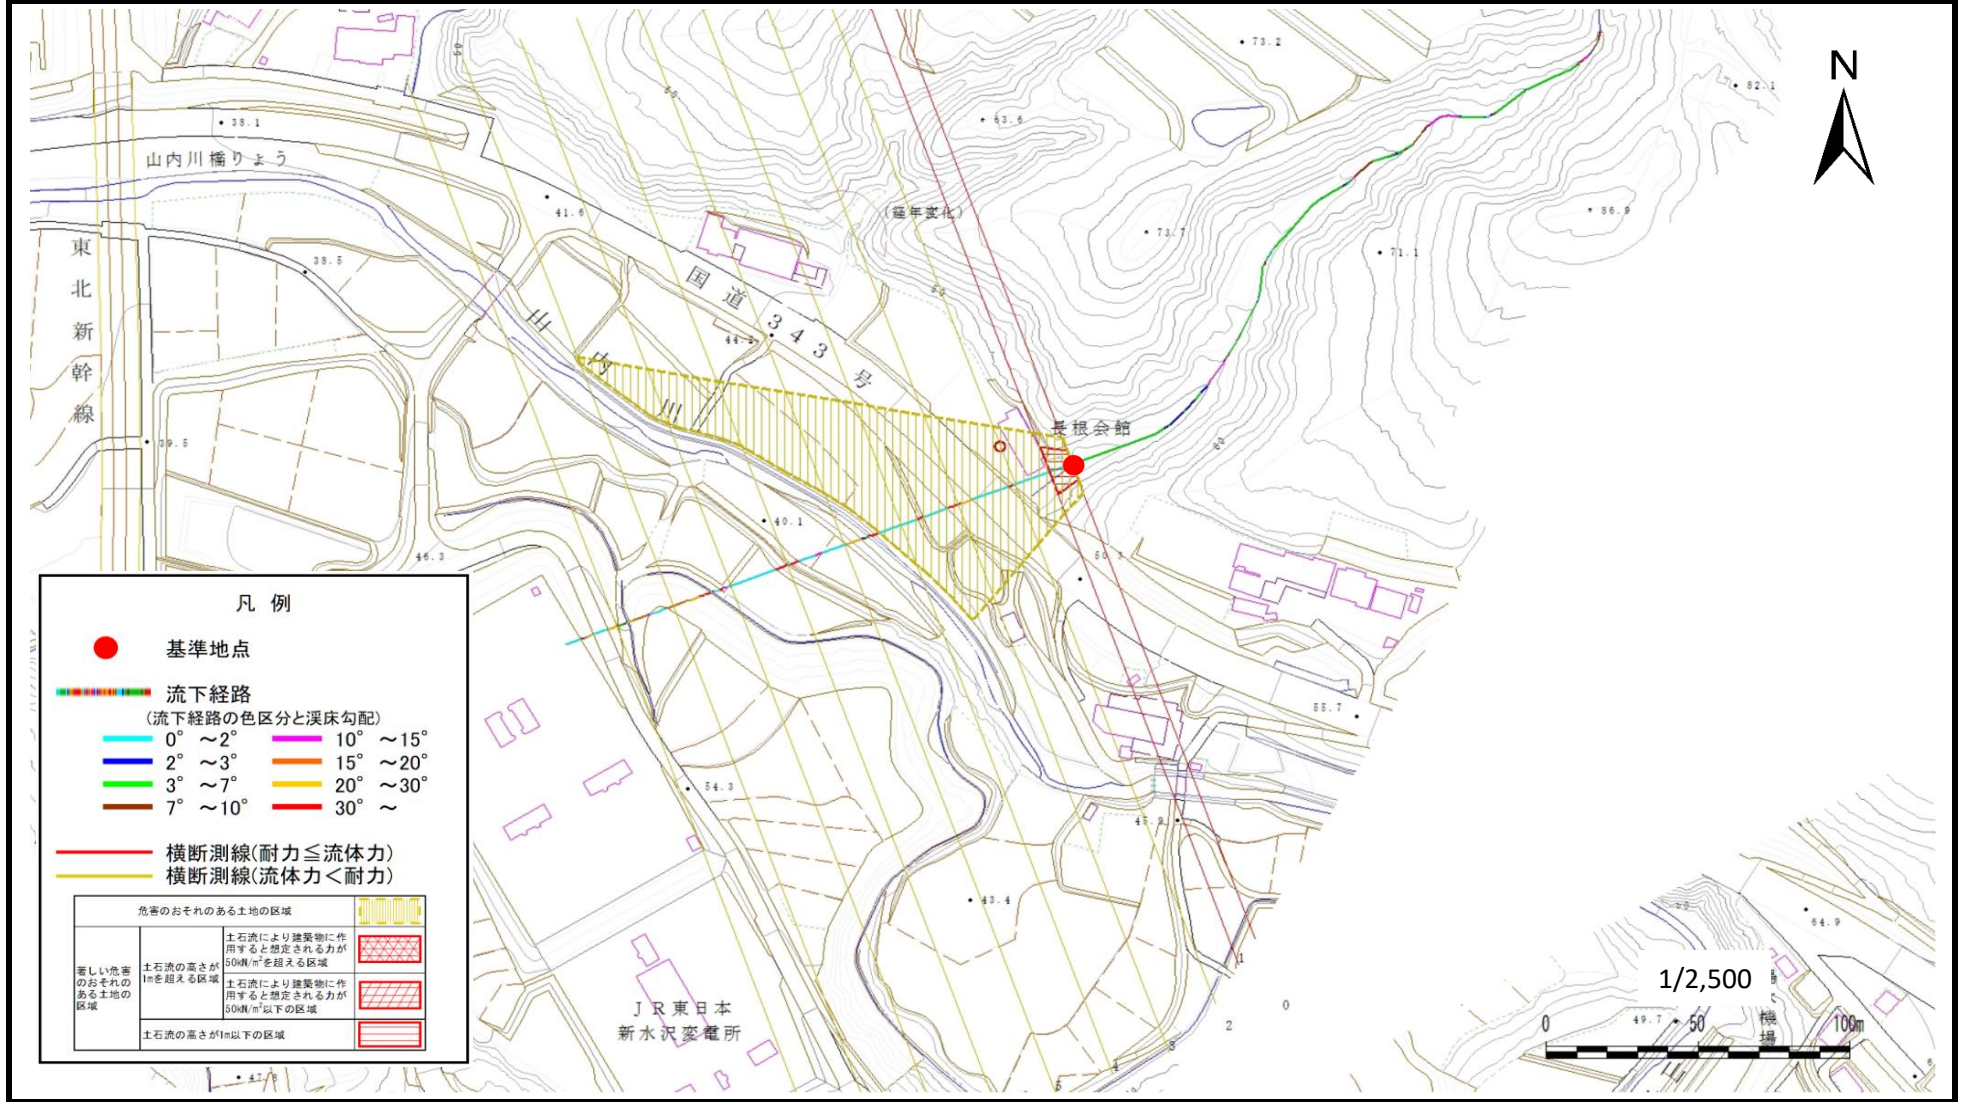 N
60
73.2
82.1
38.1
63.6
60
山内川橋りょう
41.6
(経年変化)
86.9
73.7
71.1
東北新幹線
38.5
国道343号
60
山内川
44.2
長根会館
39.5
60
40.1
46.3
50.3
凡 例
基準地点
流下経路
(流下経路の色区分と渓床勾配)
0° ～2° 10° ～15°
2° ～3° 15° ～20°
3° ～7° 20° ～30°
7° ～10° 30° ～
横断測線(耐力≦流体力)
横断測線(流体力＜耐力)
危害のおそれのある土地の区域
著しい危害
のおそれの
ある土地の
区域
土石流の高さが
1mを超える区域
土石流により建築物に作
用すると想定される力が
50kN/m²を超える区域
土石流により建築物に作
用すると想定される力が
50kN/m²以下の区域
土石流の高さが1m以下の区域
55.7
54.3
45.9
43.4
64.9
JR東日本
新水沢変電所
1
0
2
3
4
5
1/2,500
49.7
機場
0 50 100m